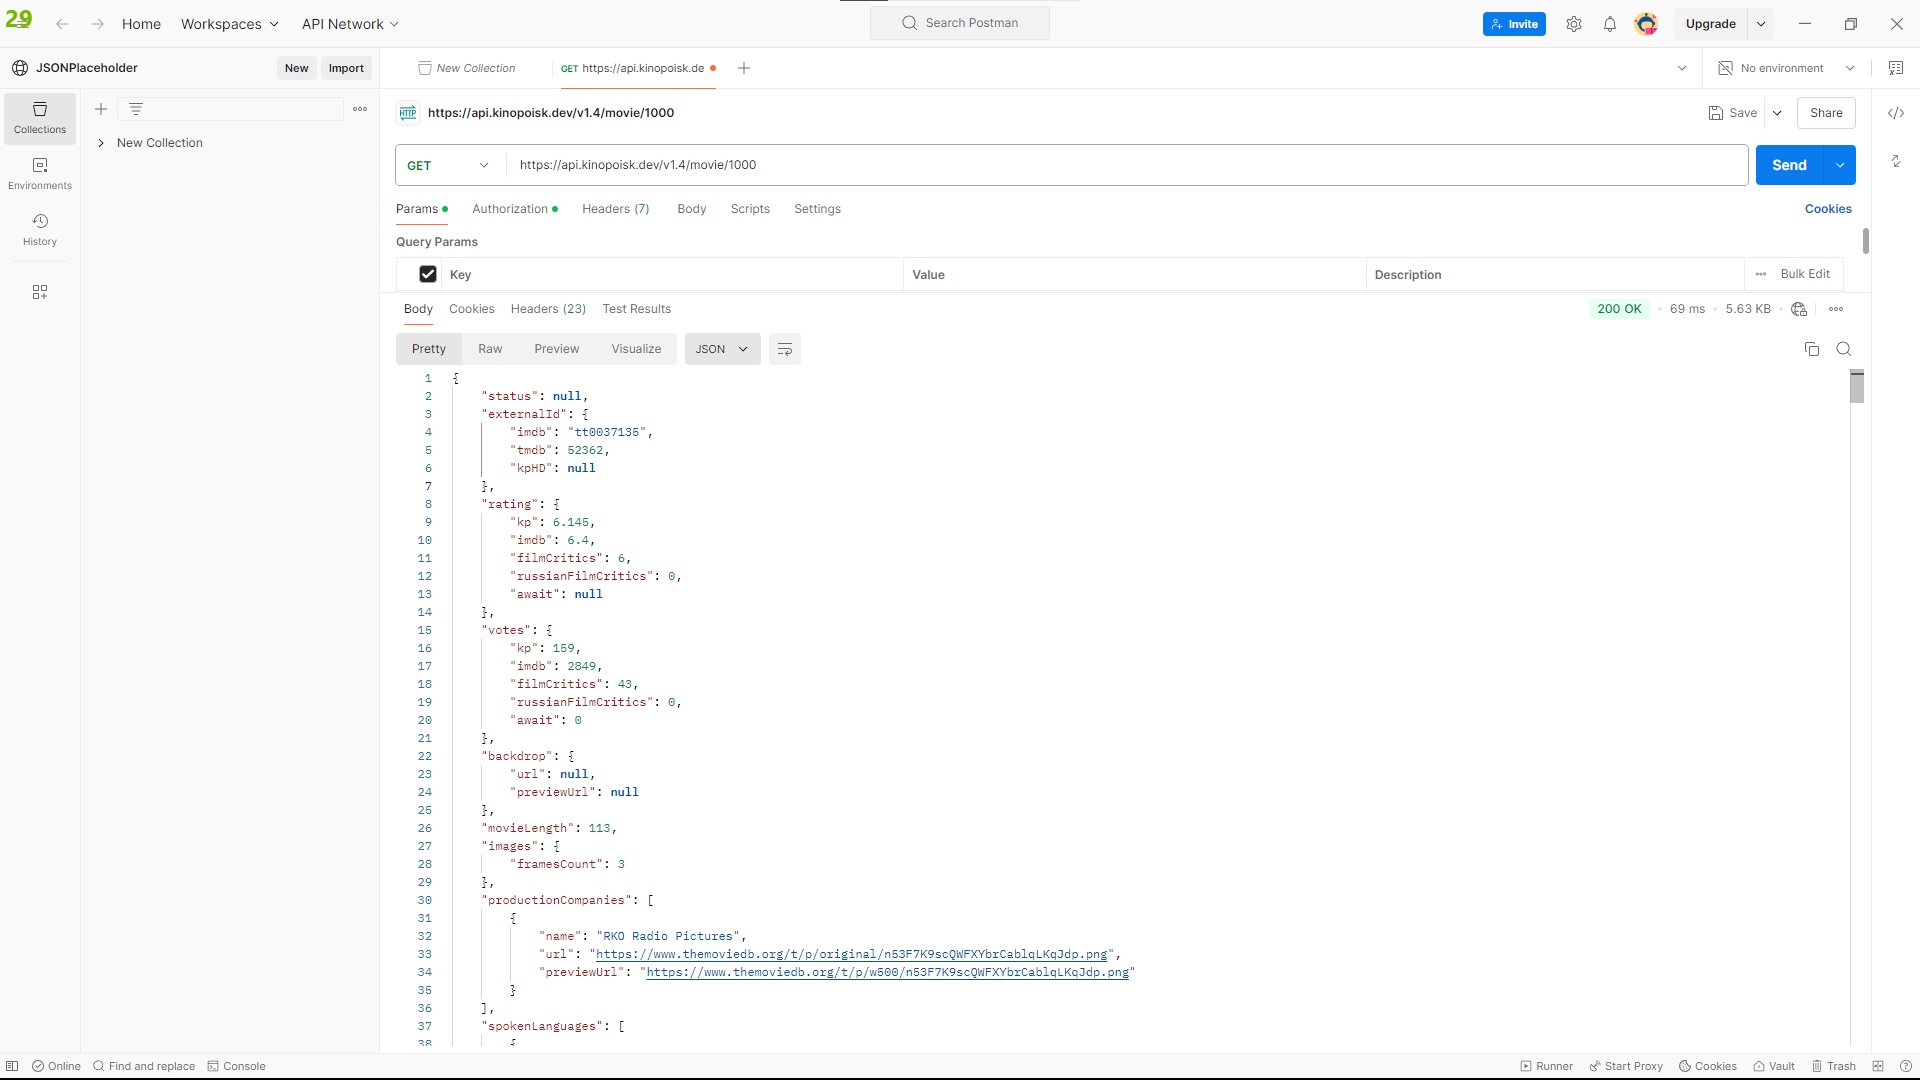 29
Home Workspaces API Network Search Postman Invite Upgrade
JSONPlaceholder New Import New Collection GET https://api.kinopoisk.de No environment
Collections
New Collection
Environments
History
HTTP https://api.kinopoisk.dev/v1.4/movie/1000 Save Share
GET https://api.kinopoisk.dev/v1.4/movie/1000 Send
Params Authorization Headers (7) Body Scripts Settings Cookies
Query Params
Key Value Description Bulk Edit
Body Cookies Headers (23) Test Results 200 OK 69 ms 5.63 KB
Pretty Raw Preview Visualize JSON
1 {
2 "status": null,
3 "externalId": {
4 "imdb": "tt0037135",
5 "tmdb": 52362,
6 "kpHD": null
7 },
8 "rating": {
9 "kp": 6.145,
10 "imdb": 6.4,
11 "filmCritics": 6,
12 "russianFilmCritics": 0,
13 "await": null
14 },
15 "votes": {
16 "kp": 159,
17 "imdb": 2849,
18 "filmCritics": 43,
19 "russianFilmCritics": 0,
20 "await": 0
21 },
22 "backdrop": {
23 "url": null,
24 "previewUrl": null
25 },
26 "movieLength": 113,
27 "images": {
28 "framesCount": 3
29 },
30 "productionCompanies": [
31 {
32 "name": "RKO Radio Pictures",
33 "url": "https://www.themoviedb.org/t/p/original/n53F7K9scQWFXYbrCablqLKqJdp.png",
34 "previewUrl": "https://www.themoviedb.org/t/p/w500/n53F7K9scQWFXYbrCablqLKqJdp.png"
35 }
36 ],
37 "spokenLanguages": [
38 {
Online Find and replace Console Runner Start Proxy Cookies Vault Trash